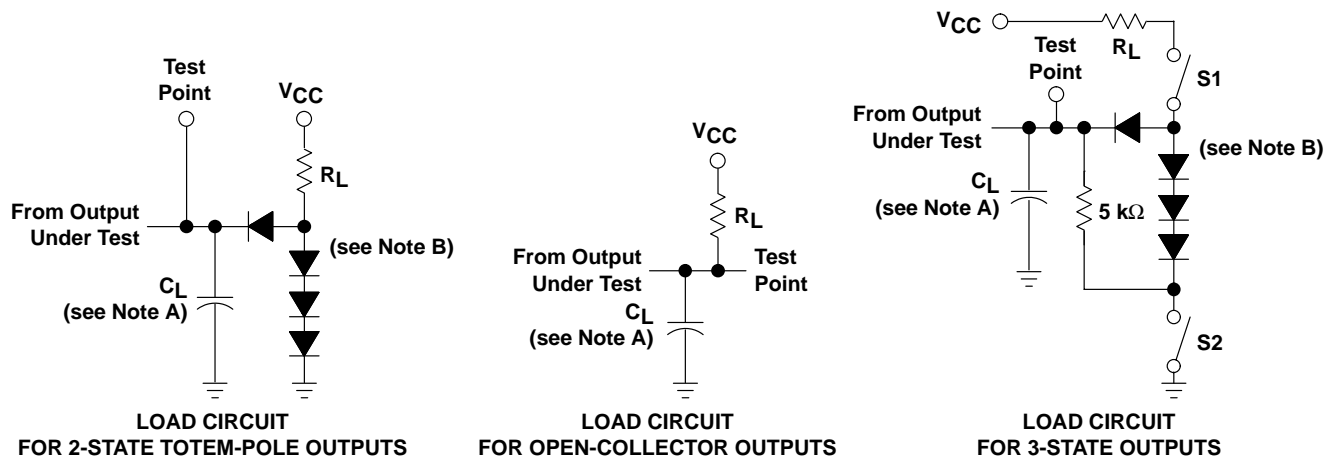 Test
Point
VCC
RL
From Output
Under Test
(see Note B)
CL
(see Note A)
LOAD CIRCUIT
FOR 2-STATE TOTEM-POLE OUTPUTS
VCC
RL
From Output
Under Test
Test
Point
CL
(see Note A)
LOAD CIRCUIT
FOR OPEN-COLLECTOR OUTPUTS
VCC
RL
Test
Point
S1
From Output
Under Test
(see Note B)
CL
(see Note A)
5 kΩ
S2
LOAD CIRCUIT
FOR 3-STATE OUTPUTS